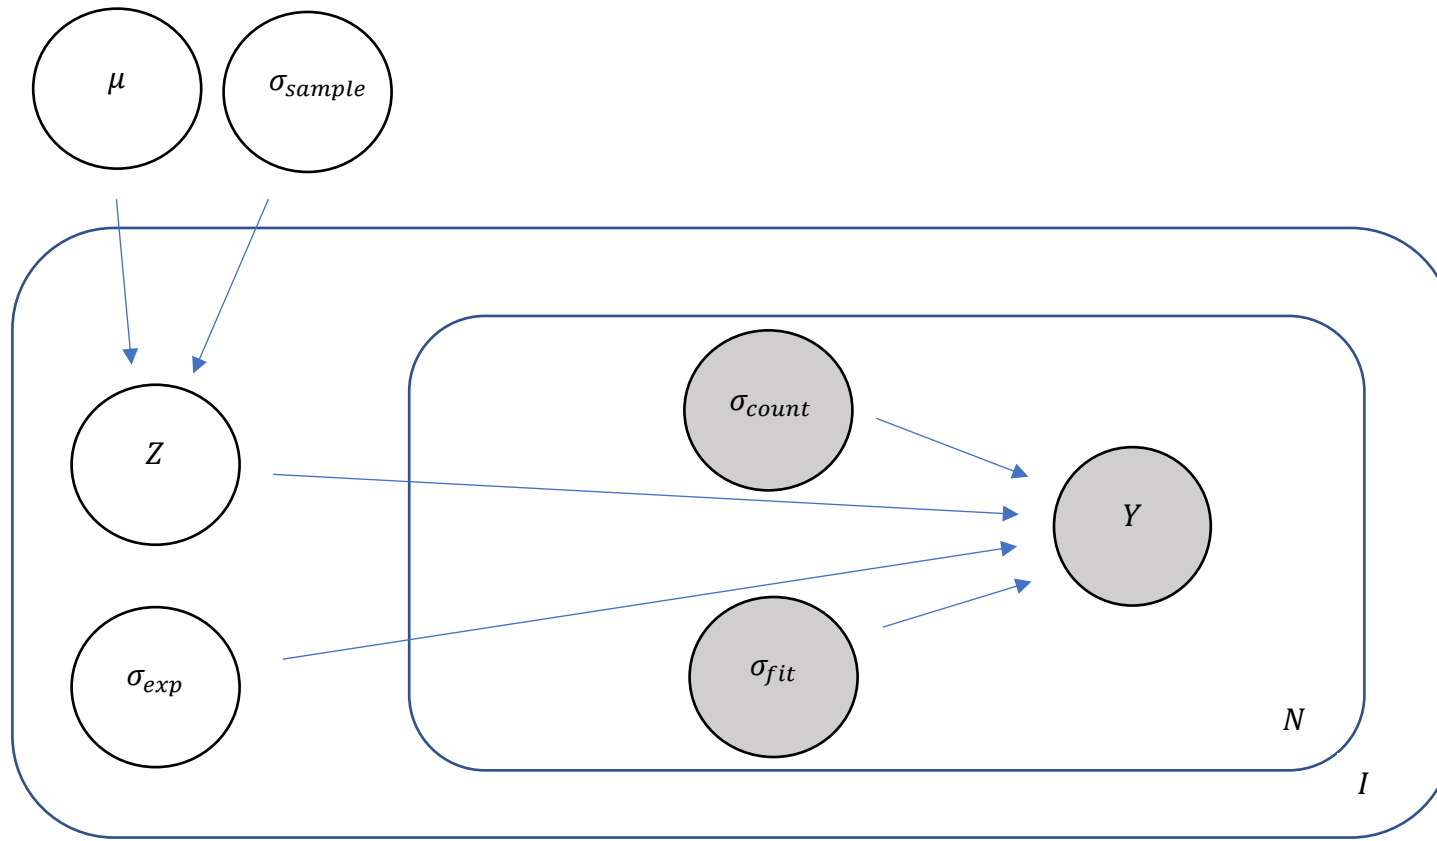 μ
σ_sample
σ_count
Z
Y
σ_exp
σ_fit
N
I